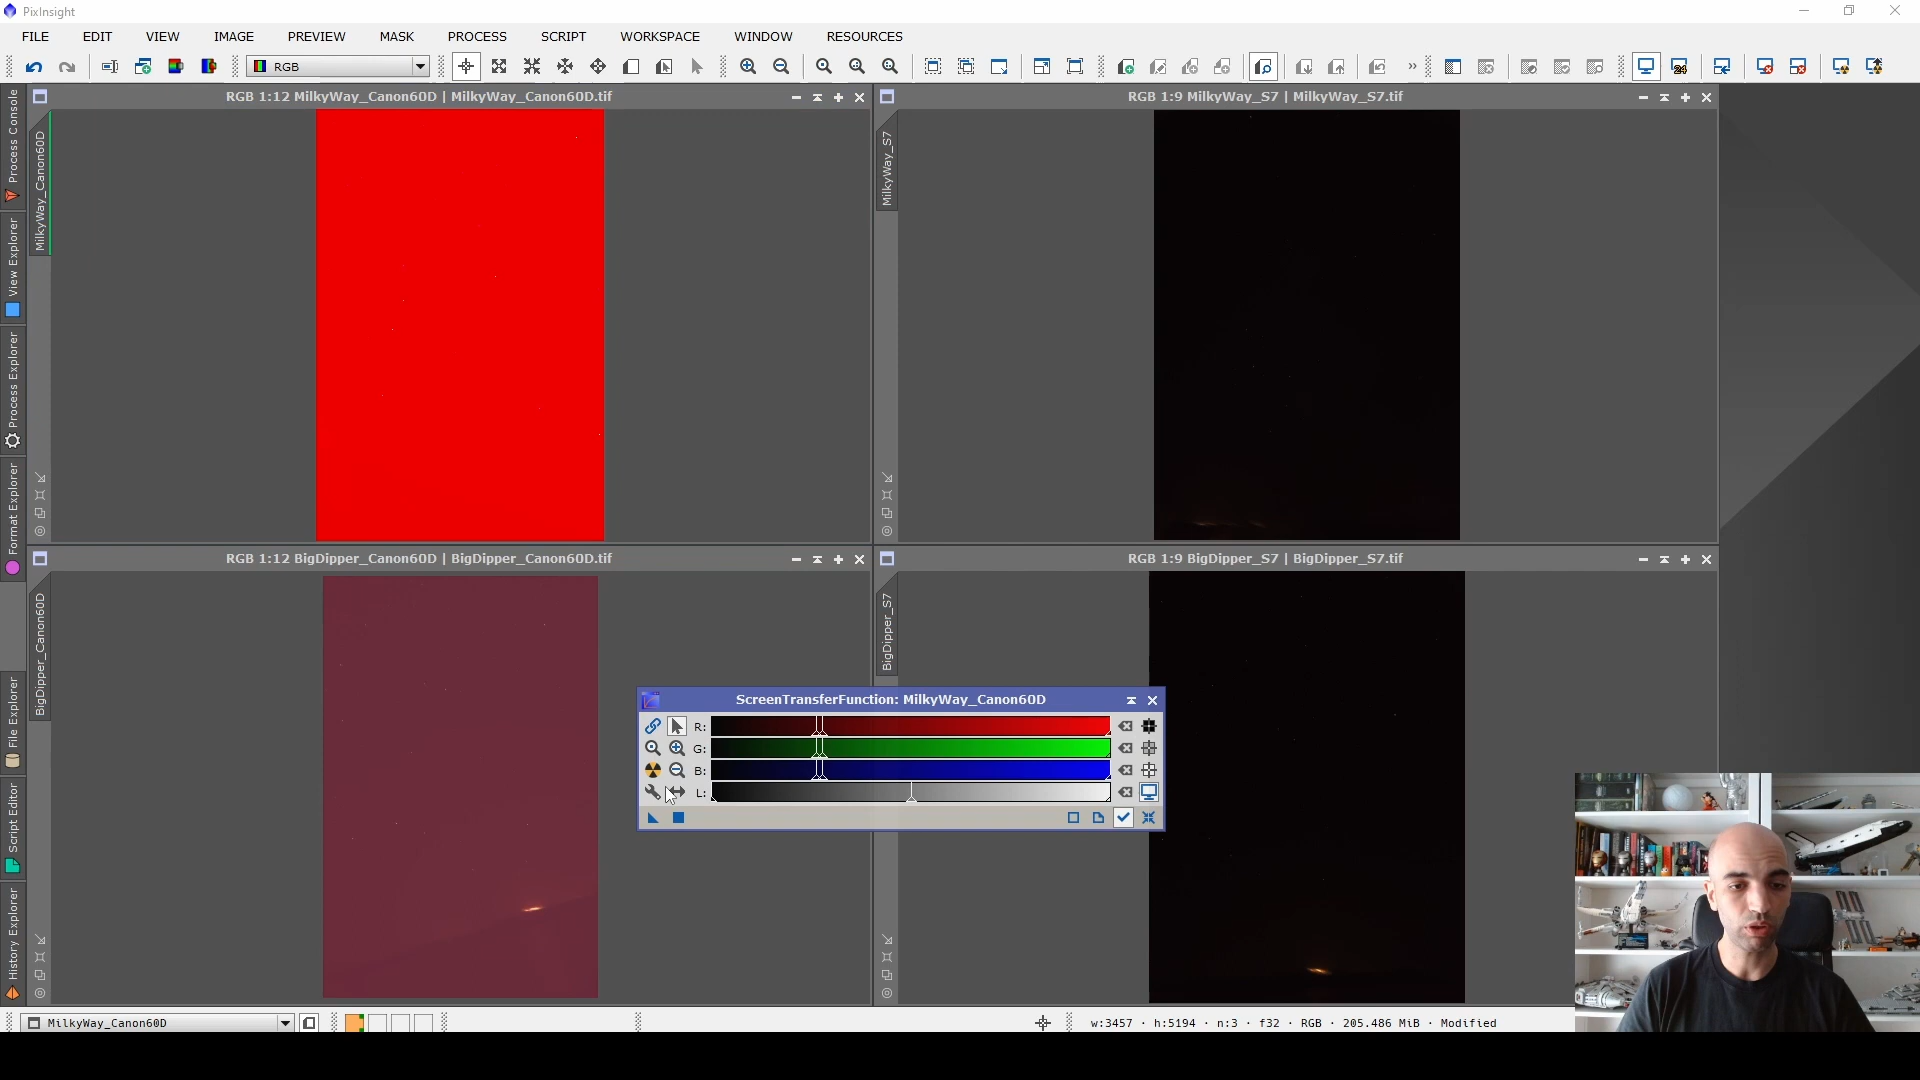 PixInsight
FILE EDIT VIEW IMAGE PREVIEW MASK PROCESS SCRIPT WORKSPACE WINDOW RESOURCES
RGB
24
Process Console
View Explorer
Process Explorer
Format Explorer
File Explorer
Script Editor
History Explorer
RGB 1:12 MilkyWay_Canon60D | MilkyWay_Canon60D.tif
MilkyWay_Canon60D
RGB 1:9 MilkyWay_S7 | MilkyWay_S7.tif
MilkyWay_S7
RGB 1:12 BigDipper_Canon60D | BigDipper_Canon60D.tif
BigDipper_Canon60D
RGB 1:9 BigDipper_S7 | BigDipper_S7.tif
BigDipper_S7
ScreenTransferFunction: MilkyWay_Canon60D
R:
G:
B:
L:
MilkyWay_Canon60D
w:3457 · h:5194 · n:3 · f32 · RGB · 205.486 MiB · Modified